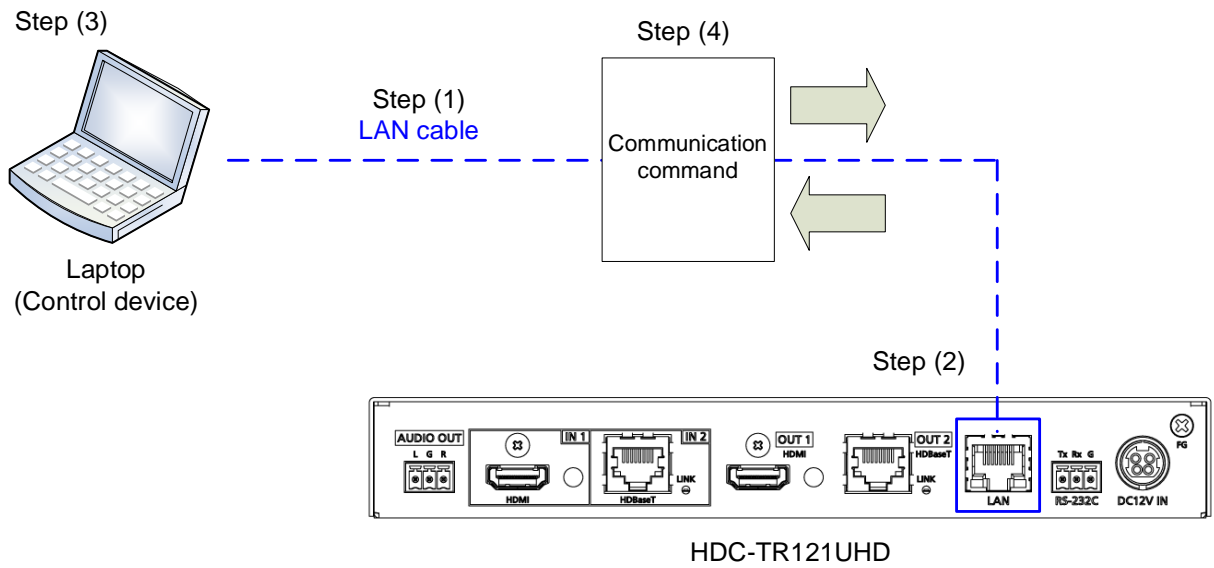 Step (3)
Step (4)
Step (1)
LAN cable
Communication
command
Laptop
(Control device)
Step (2)
AUDIO OUT
L G R
IN 1
HDMI
IN 2
LINK
HDBaseT
OUT 1
HDMI
OUT 2
HDBaseT
LINK
LAN
Tx Rx G
RS-232C
DC12V IN
FG
HDC-TR121UHD